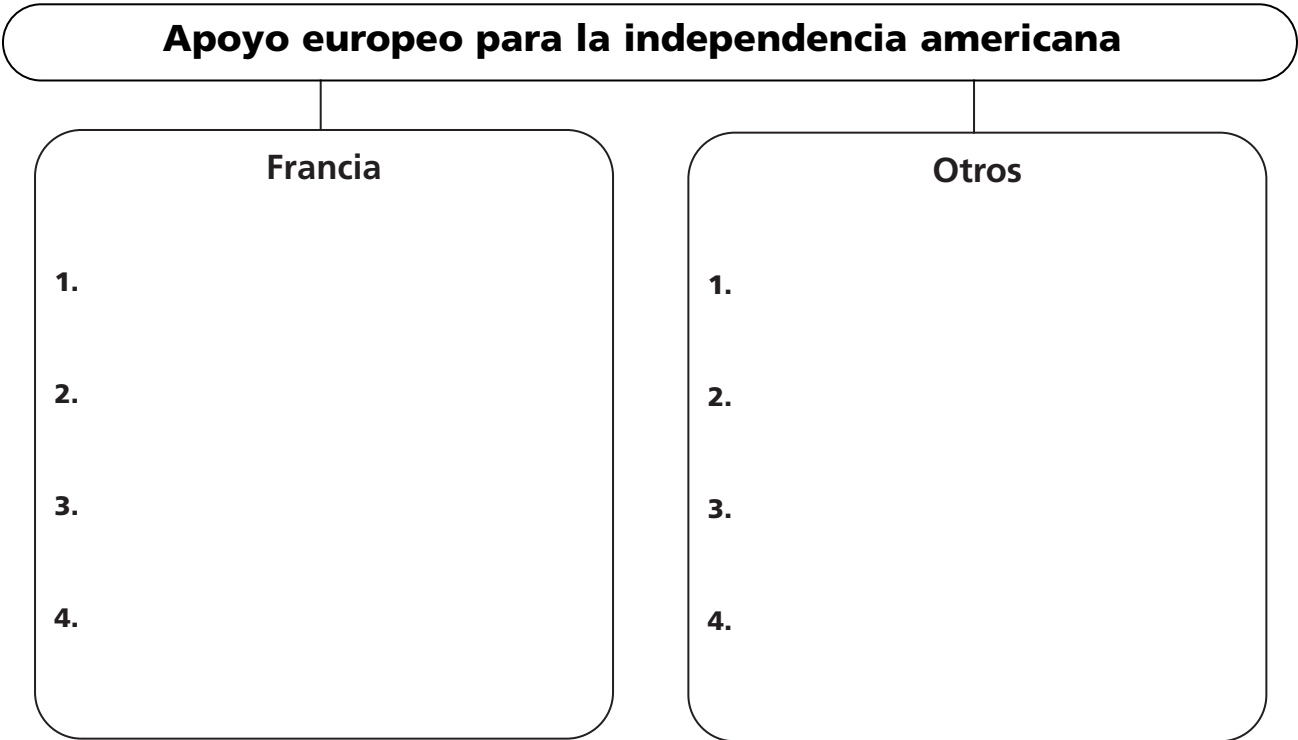 Apoyo europeo para la independencia americana
Francia
1.
2.
3.
4.
Otros
1.
2.
3.
4.